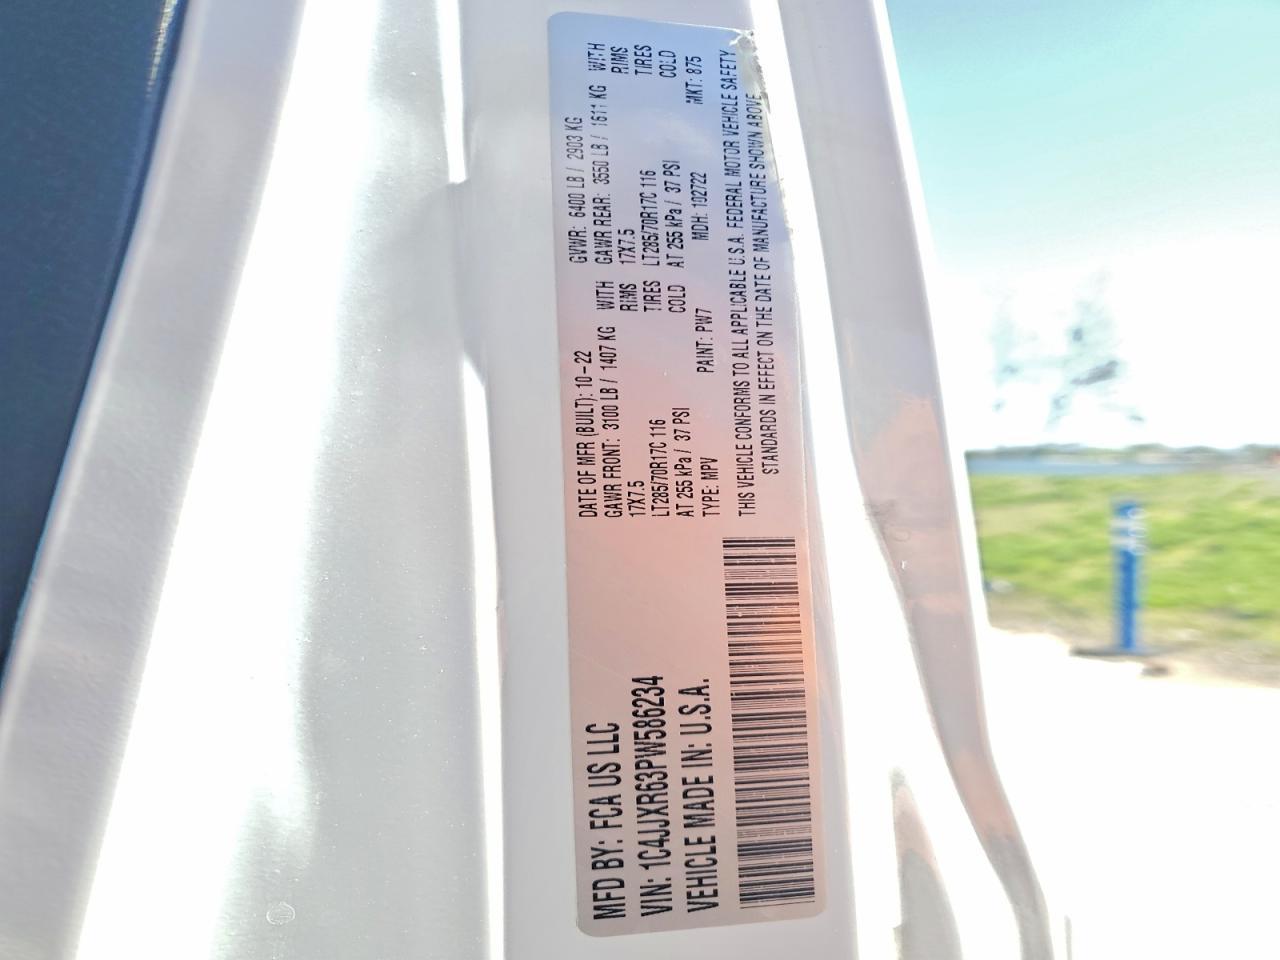 MFD BY: FCA US LLC
VIN: 1C4JJXR63PW586234
VEHICLE MADE IN: U.S.A.
DATE OF MFR (BUILT): 10-22 GVWR: 6400 LB / 2903 KG
GAWR FRONT: 3100 LB / 1407 KG WITH GAWR REAR: 3550 LB / 1611 KG WITH
17X7.5 RIMS 17X7.5 RIMS
LT285/70R17C 116 TIRES LT285/70R17C 116 TIRES
AT 255 kPa / 37 PSI COLD AT 255 kPa / 37 PSI COLD
TYPE: MPV PAINT: PW7 MDH: 102722 MKT: 875
THIS VEHICLE CONFORMS TO ALL APPLICABLE U.S.A. FEDERAL MOTOR VEHICLE SAFETY
STANDARDS IN EFFECT ON THE DATE OF MANUFACTURE SHOWN ABOVE